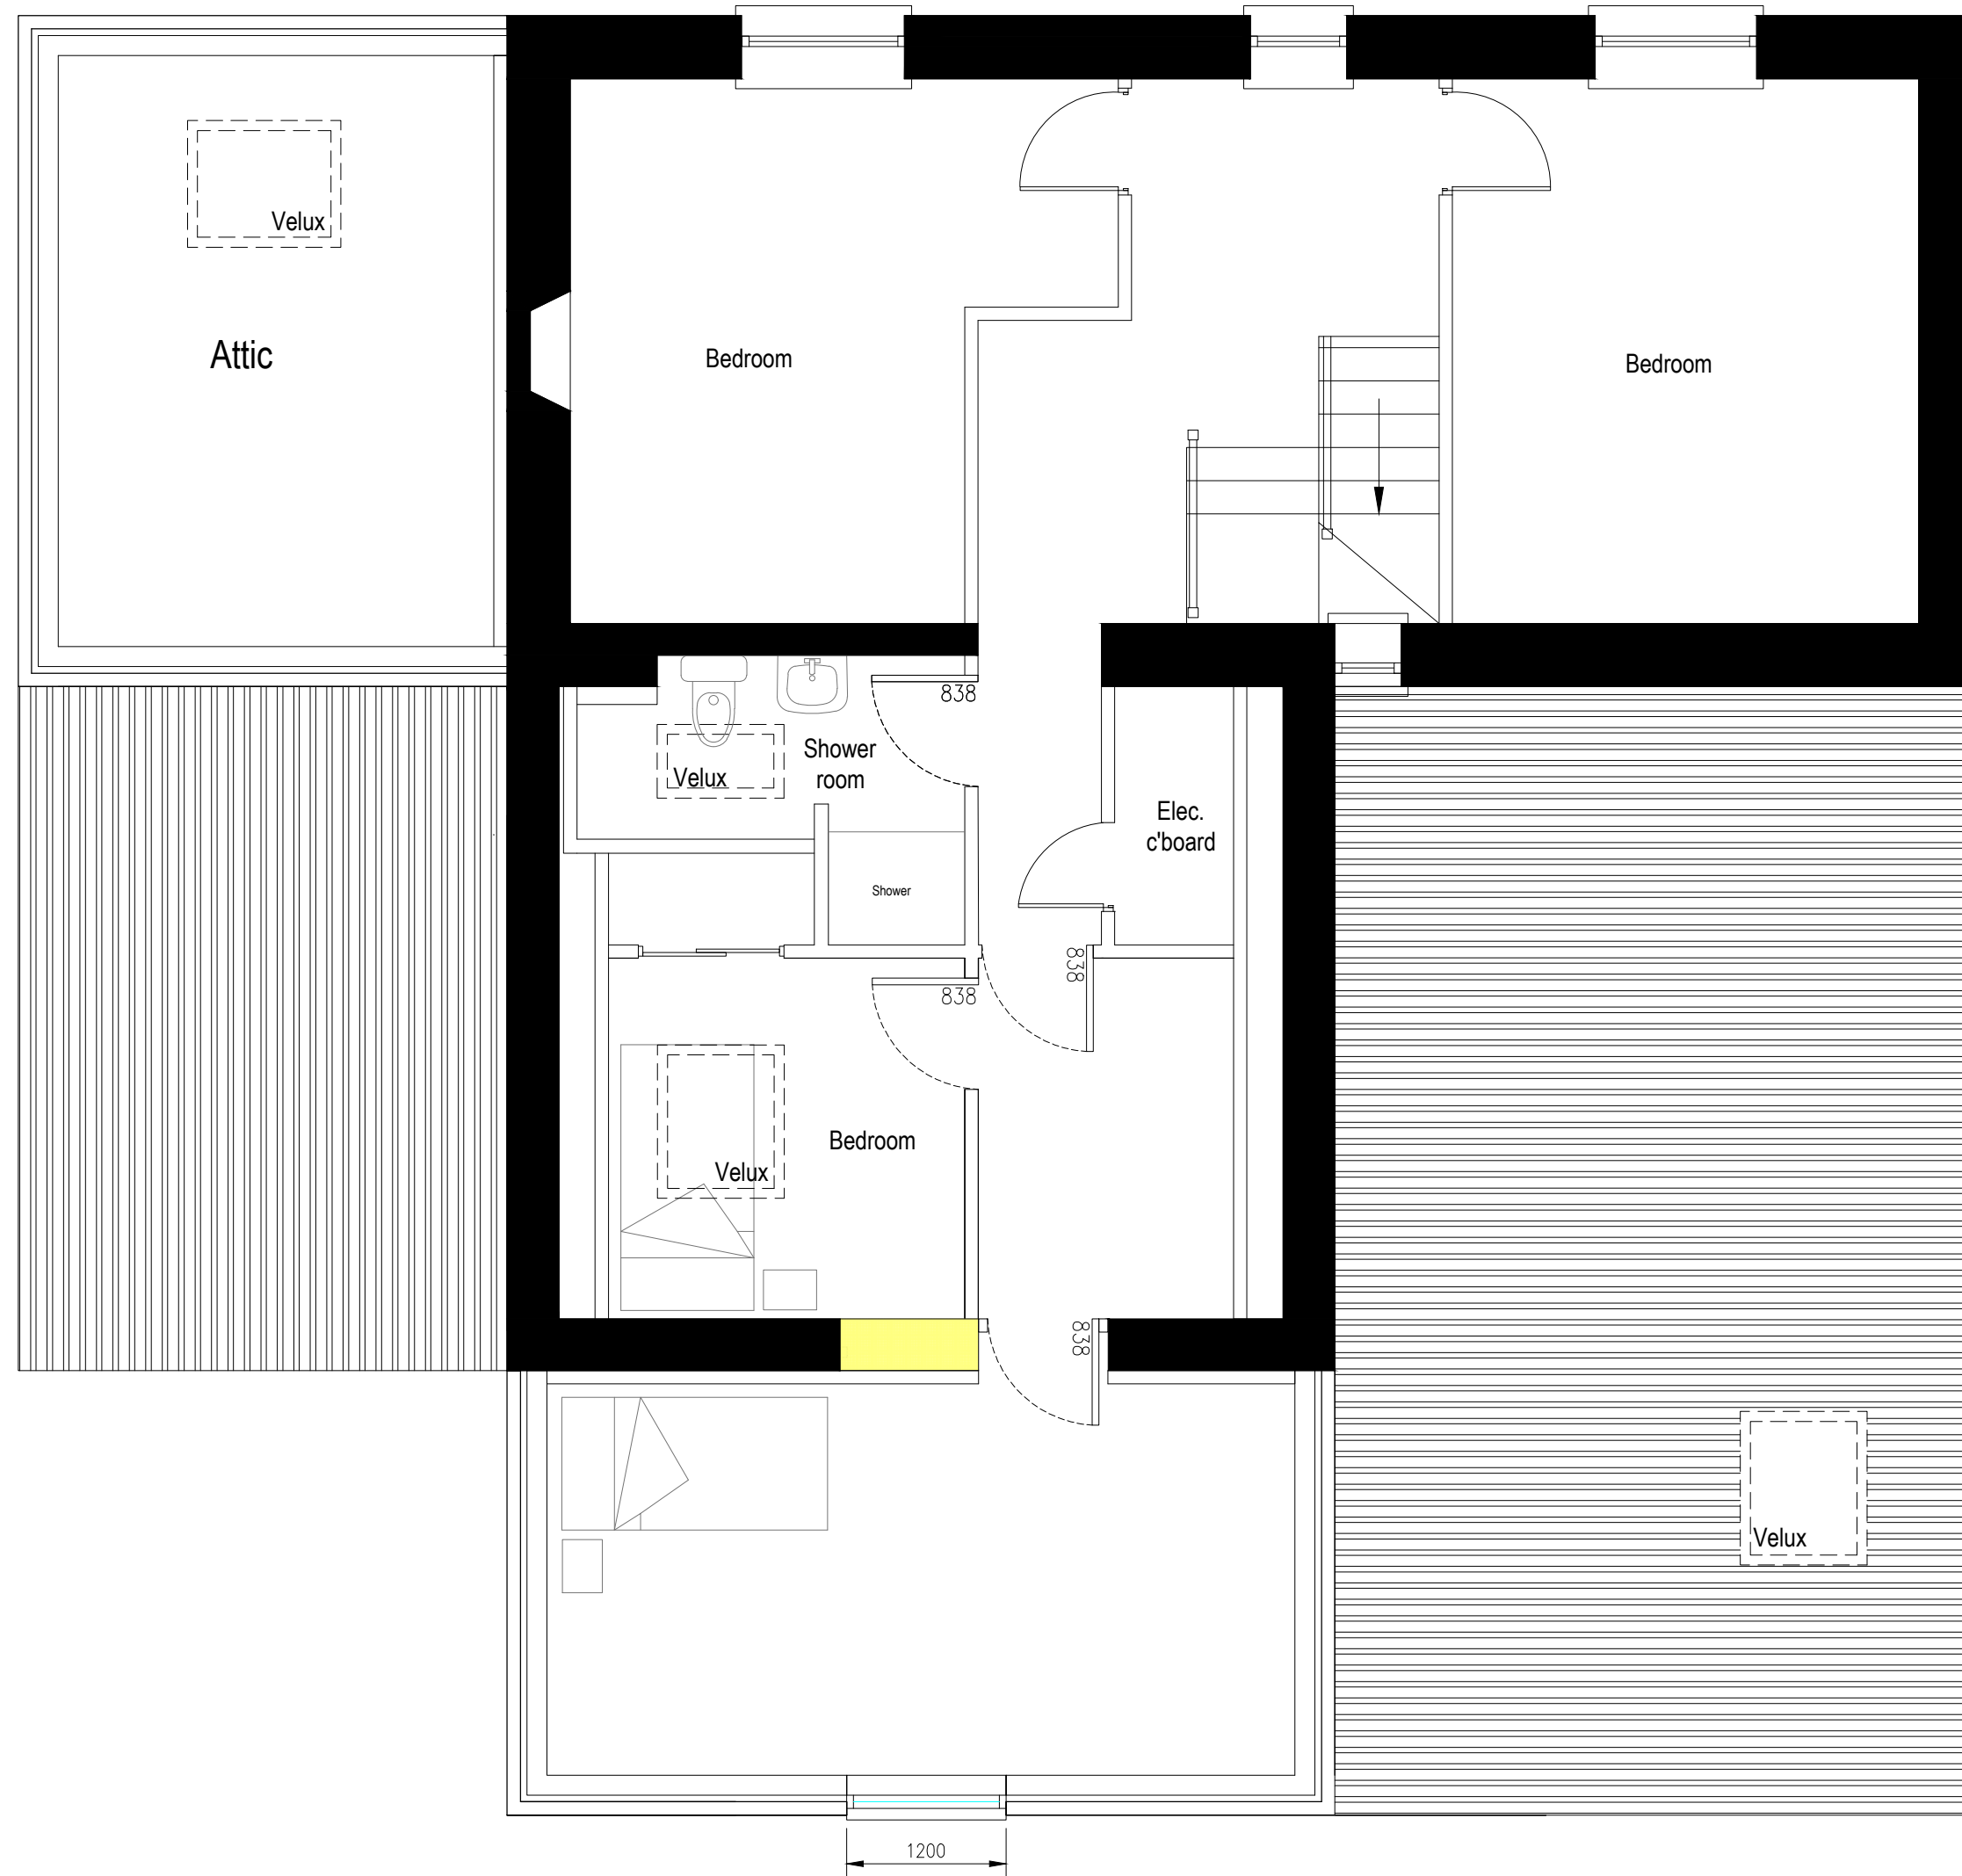 Velux
Attic
Bedroom
Bedroom
838
Shower
room
Velux
Elec.
c'board
Shower
838
838
Bedroom
Velux
838
Velux
1200